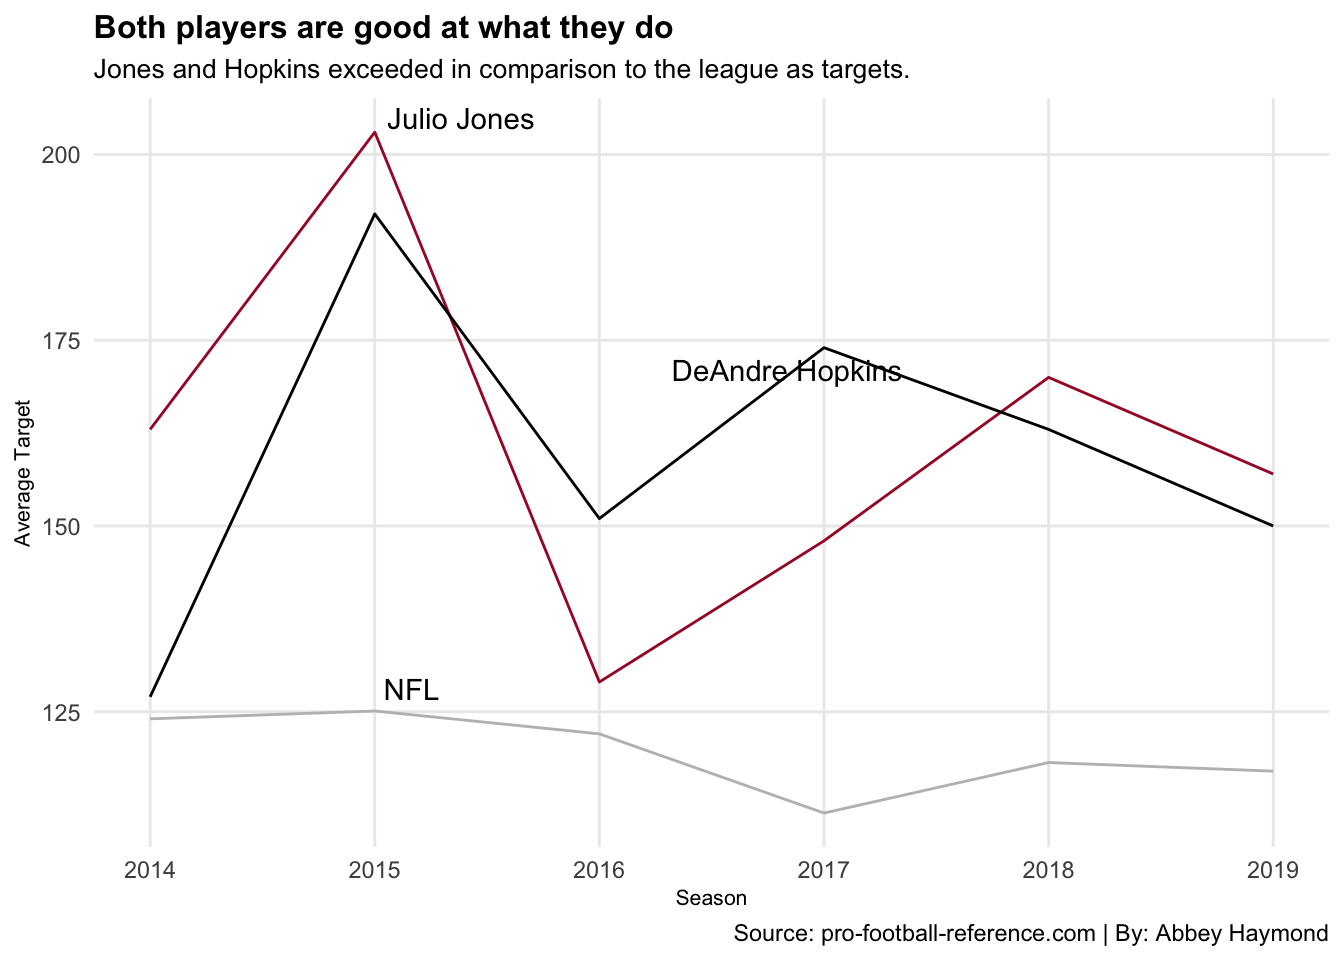 Both players are good at what they do
Jones and Hopkins exceeded in comparison to the league as targets.
Julio Jones
200
175
DeAndre Hopkins
Average Target
150
NFL
125
2014 2015 2016 2017 2018 2019
Season
Source: pro-football-reference.com | By: Abbey Haymond